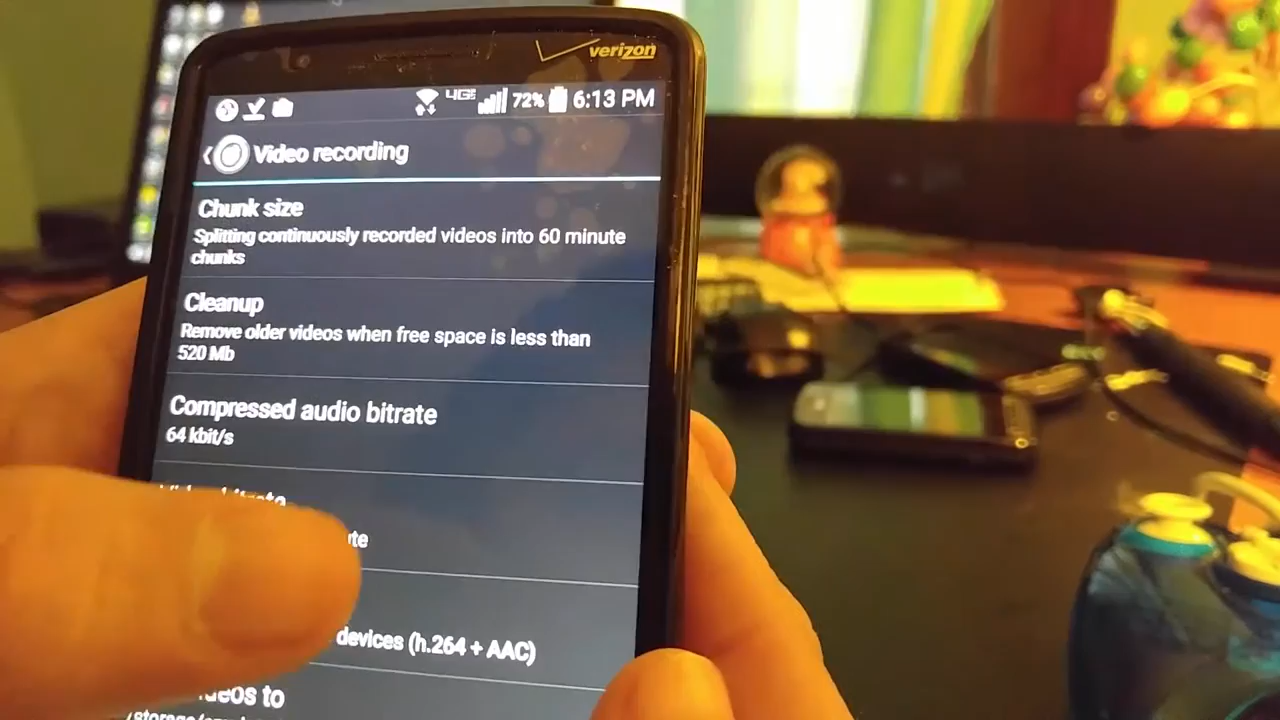 verizon
4G 72% 6:13 PM
Video recording
Chunk size
Splitting continuously recorded videos into 60 minute
chunks
Cleanup
Remove older videos when free space is less than
520 Mb
Compressed audio bitrate
64 kbit/s
devices (h.264 + AAC)
to